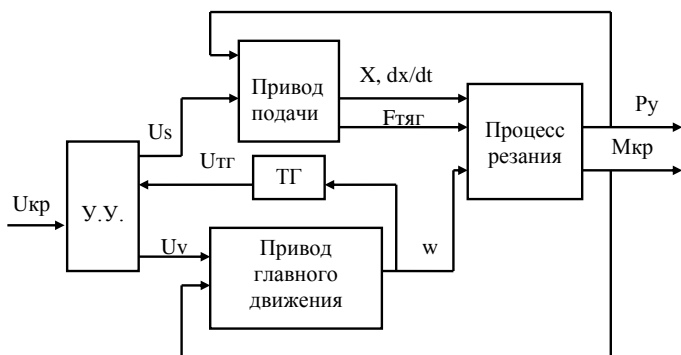 Привод
подачи
X, dx/dt
Fтяг
Процесс
резания
Py
Mкр
Us
Uтг
ТГ
Uкр
У.У.
Uv
Привод
главного
движения
w